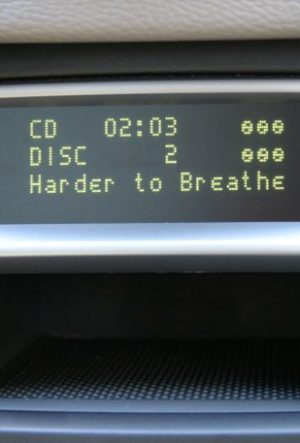 CD 02:03
DISC 2
Harder to Breathe